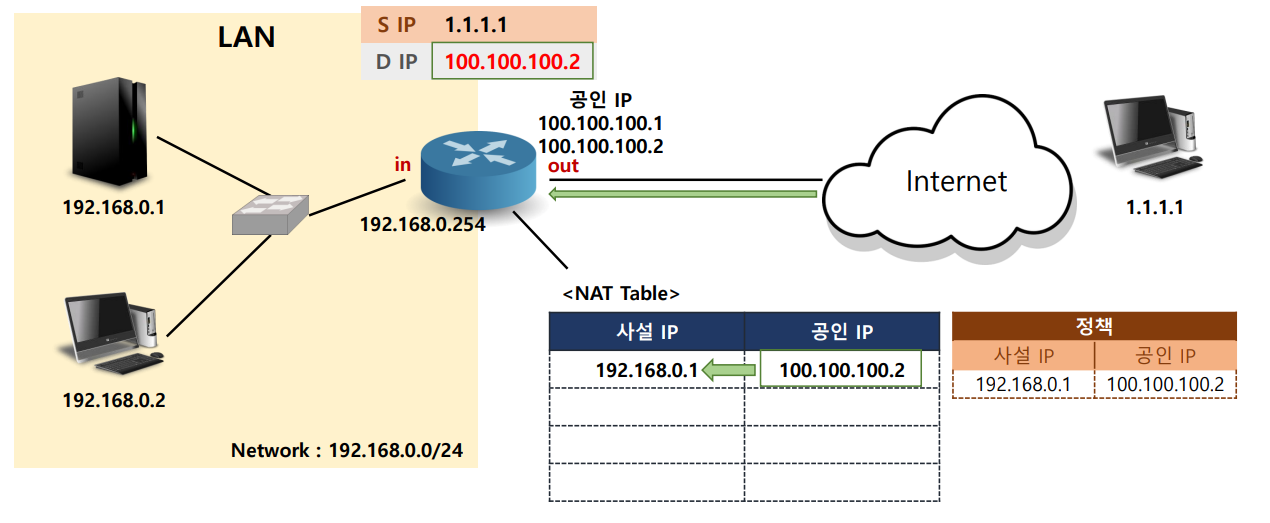 LAN
S IP 1.1.1.1
D IP 100.100.100.2
공인 IP
100.100.100.1
100.100.100.2
in
out
192.168.0.1
192.168.0.254
192.168.0.2
Network : 192.168.0.0/24
Internet
1.1.1.1
<NAT Table>
사설 IP 공인 IP
192.168.0.1 100.100.100.2
정책
사설 IP 공인 IP
192.168.0.1 100.100.100.2